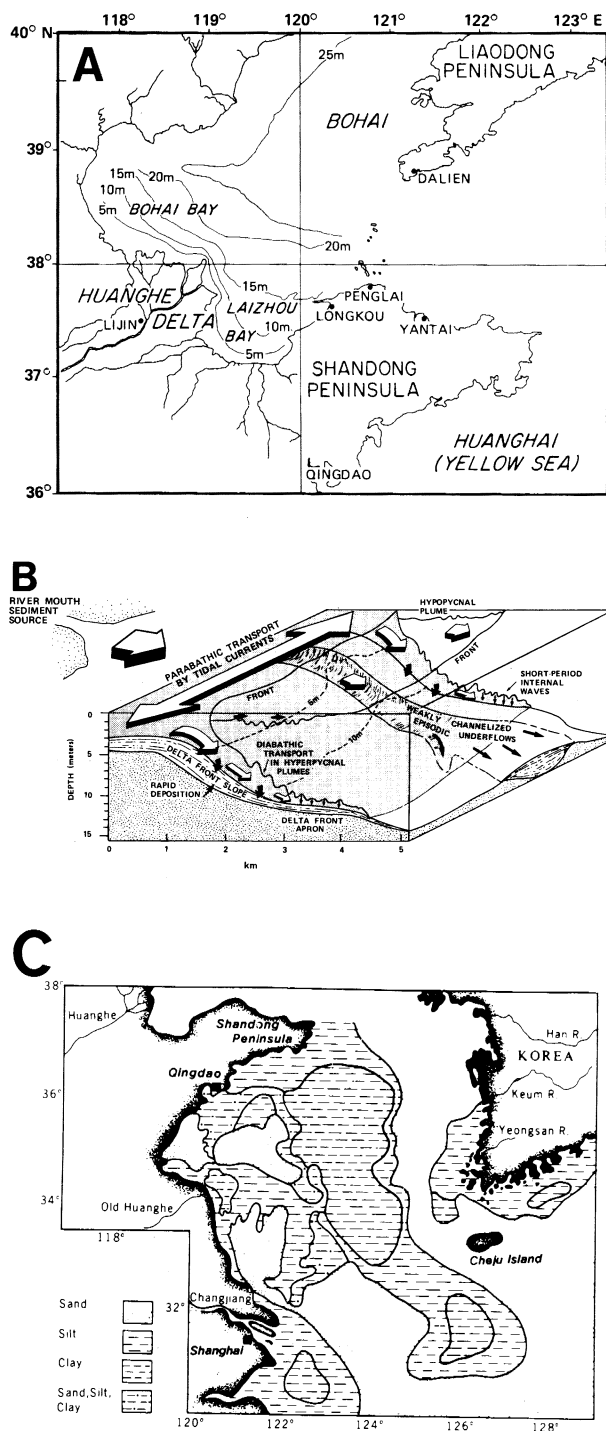 118° 119° 120° 121° 122° 123° E
40° N
A
25m
LIAODONG
PENINSULA
BOHAI
39°
DALIEN
15m 20m
10m
5m
BOHAI BAY
20m
38°
15m
HUANGHE
DELTA
LIJIN
LAIZHOU
BAY
10m
5m
PENGLAI
LONGKOU
YANTAI
37°
SHANDONG
PENINSULA
HUANGHAI
(YELLOW SEA)
QINGDAO
36°
B
RIVER MOUTH
SEDIMENT
SOURCE
HYPOPYCNAL
PLUME
PARABATHIC TRANSPORT
BY TIDAL CURRENTS
FRONT
SHORT-PERIOD
INTERNAL
WAVES
FRONT
5m
10m
WEAKLY
EPISODIC
CHANNELIZED
UNDERFLOWS
DIABATHIC
TRANSPORT
IN HYPERPYCNAL
PLUMES
DELTA FRONT SLOPE
RAPID
DEPOSITION
DELTA FRONT
APRON
DEPTH (meters)
0
5
10
15
0 1 2 3 4 5
km
C
38°
Huanghe
Shandong
Peninsula
Han R.
KOREA
Qingdao
36°
Keum R.
Yeongsan R.
34°
Old Huanghe
118°
Cheju Island
Changjiang
32°
Shanghai
Sand
Silt
Clay
Sand, Silt,
Clay
120° 122° 124° 126° 128°